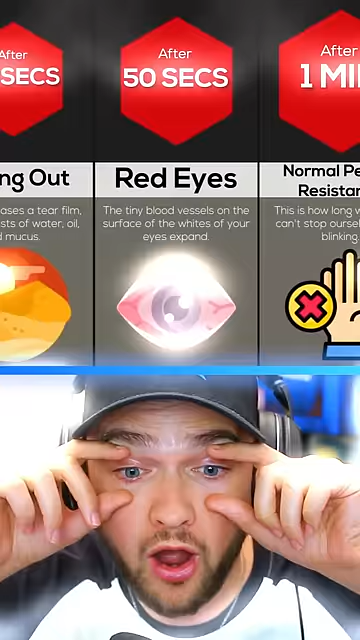 After
SECS
ng Out
ases a tear film,
sts of water, oil,
mucus.
After
50 SECS
Red Eyes
The tiny blood vessels on the
surface of the whites of your
eyes expand.
After
1 MI
Normal Pe
Resistan
This is how long w
can't stop oursel
blinking.